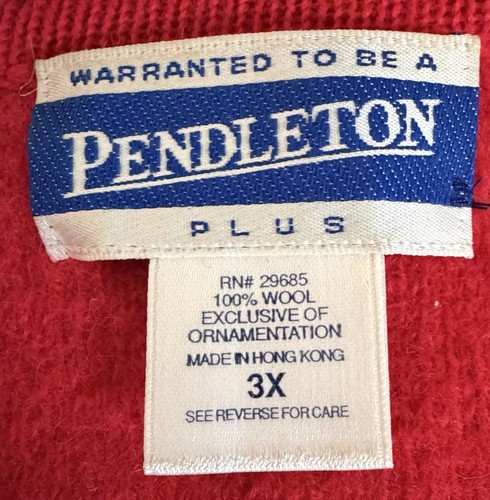 WARRANTED TO BE A
PENDLETON
PLUS
RN# 29685
100% WOOL
EXCLUSIVE OF
ORNAMENTATION
MADE IN HONG KONG
3X
SEE REVERSE FOR CARE